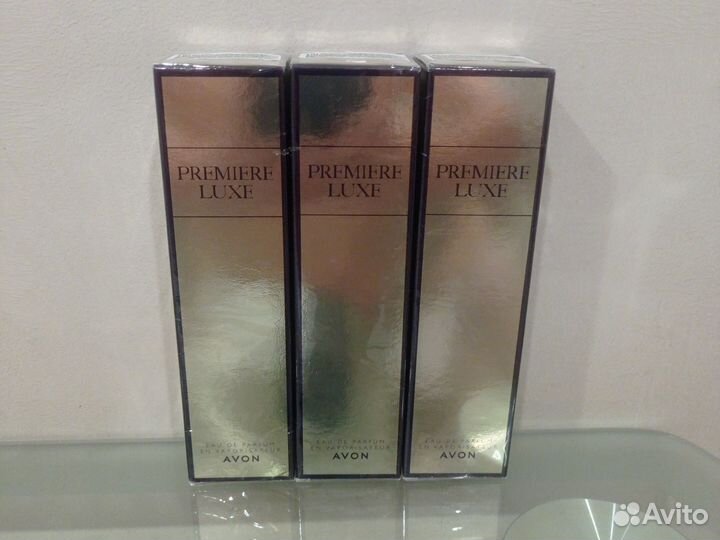 PREMIERE
LUXE
EAU DE PARFUM
EN VAPORISATEUR
AVON
PREMIERE
LUXE
EAU DE PARFUM
EN VAPORISATEUR
AVON
PREMIERE
LUXE
EAU DE PARFUM
EN VAPORISATEUR
AVON
Avito